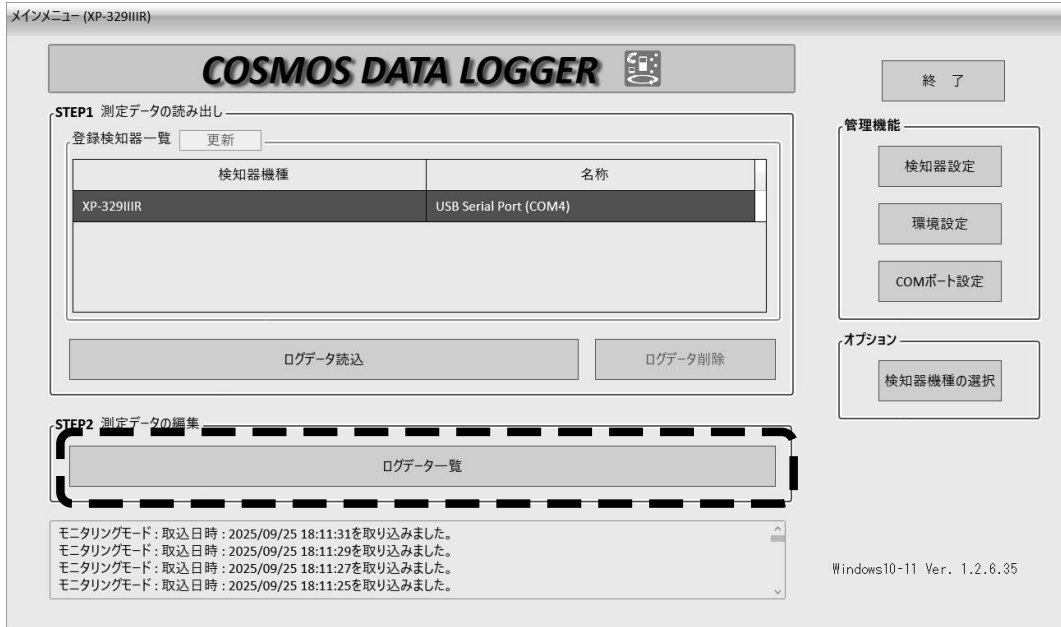 メインメニュー (XP-329IIIR)
COSMOS DATA LOGGER
終 了
STEP1 測定データの読み出し
登録検知器一覧 更新
検知器機種 名称
XP-329IIIR USB Serial Port (COM4)
ログデータ読込 ログデータ削除
管理機能
検知器設定
環境設定
COMポート設定
オプション
検知器機種の選択
STEP2 測定データの編集
ログデータ一覧
モニタリングモード : 取込日時 : 2025/09/25 18:11:31を取り込みました。
モニタリングモード : 取込日時 : 2025/09/25 18:11:29を取り込みました。
モニタリングモード : 取込日時 : 2025/09/25 18:11:27を取り込みました。
モニタリングモード : 取込日時 : 2025/09/25 18:11:25を取り込みました。
Windows10-11 Ver. 1.2.6.35